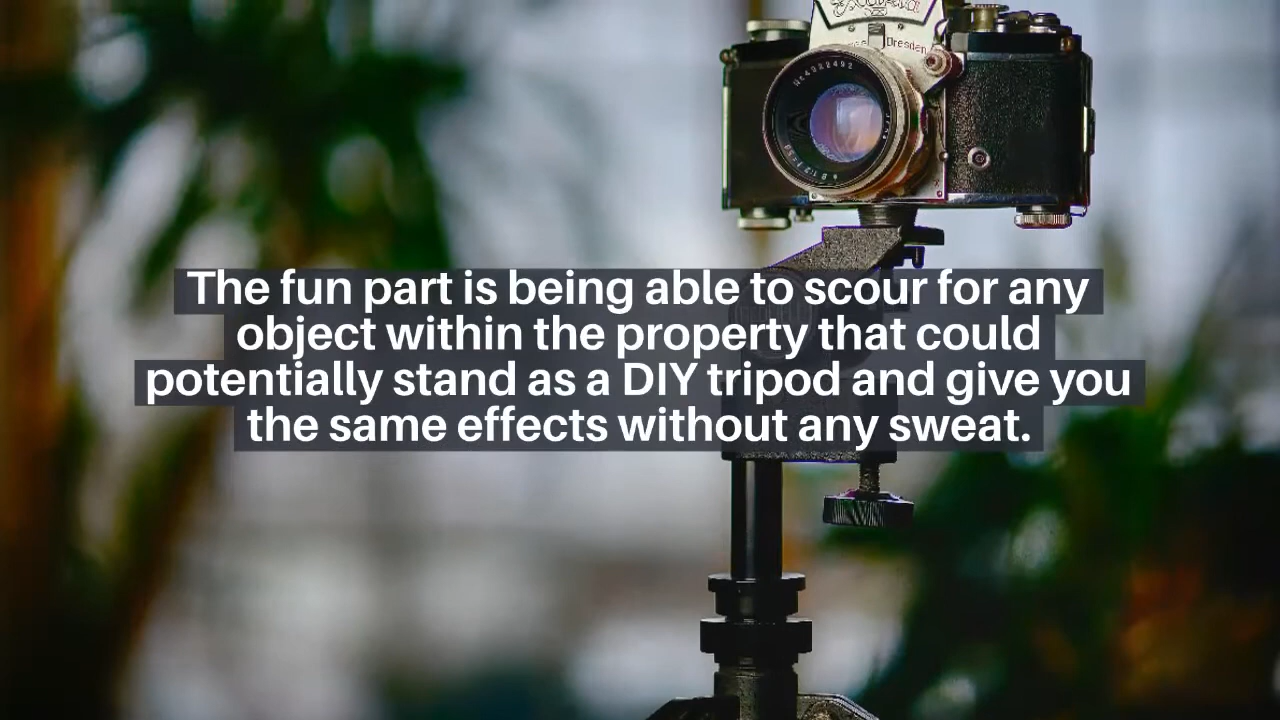 Dresden
The fun part is being able to scour for any
object within the property that could
potentially stand as a DIY tripod and give you
the same effects without any sweat.